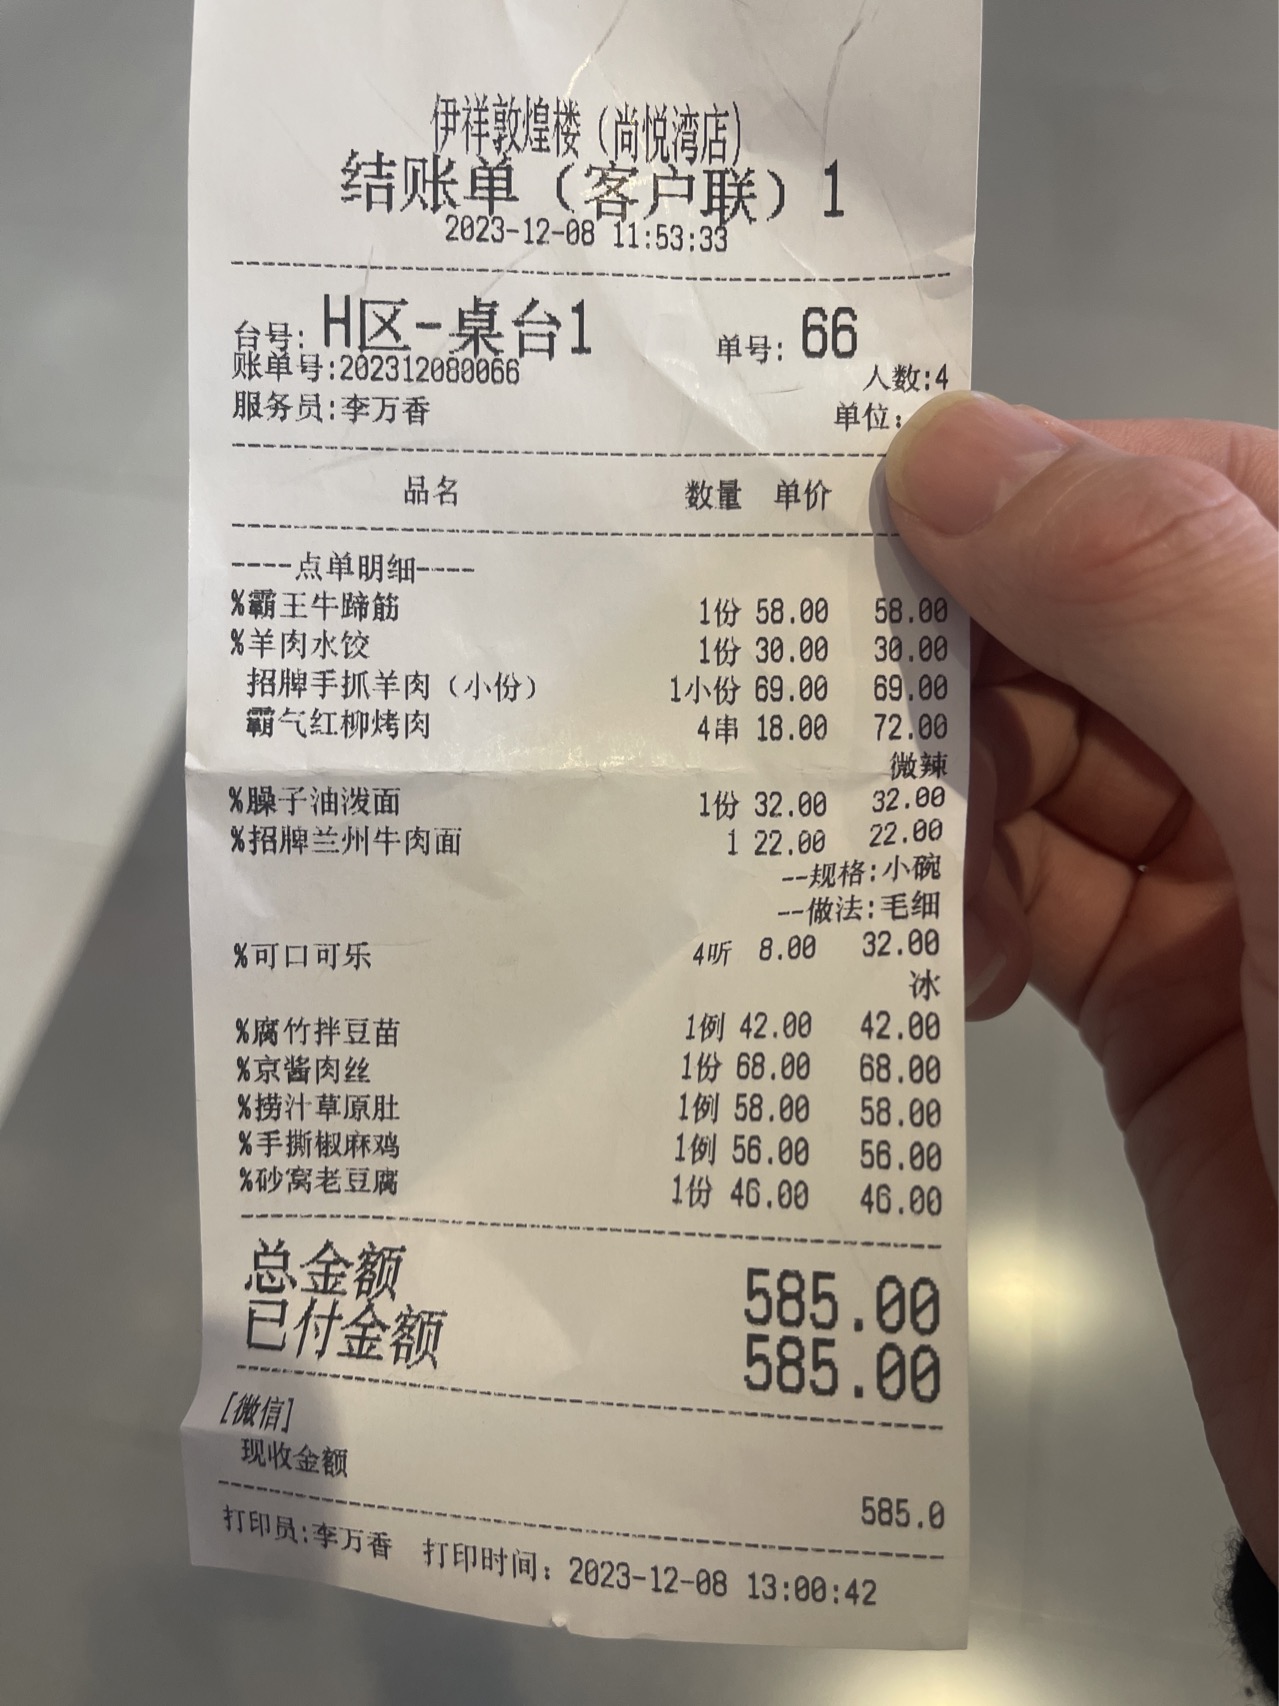 伊祥敦煌楼（尚悦湾店）
结账单（客户联）1
2023-12-08 11:53:33
台号: H区-桌台1 单号: 66
账单号:202312080066 人数:4
服务员:李万香 单位:
品名 数量 单价
----点单明细----
%霸王牛蹄筋 1份 58.00 58.00
%羊肉水饺 1份 30.00 30.00
招牌手抓羊肉（小份） 1小份 69.00 69.00
霸气红柳烤肉 4串 18.00 72.00
微辣
%臊子油泼面 1份 32.00 32.00
%招牌兰州牛肉面 1 22.00 22.00
--规格:小碗
--做法:毛细
%可口可乐 4听 8.00 32.00
冰
%腐竹拌豆苗 1例 42.00 42.00
%京酱肉丝 1份 68.00 68.00
%捞汁草原肚 1例 58.00 58.00
%手撕椒麻鸡 1例 56.00 56.00
%砂窝老豆腐 1份 46.00 46.00
总金额 585.00
已付金额 585.00
[微信]
现收金额
585.0
打印员:李万香 打印时间: 2023-12-08 13:00:42